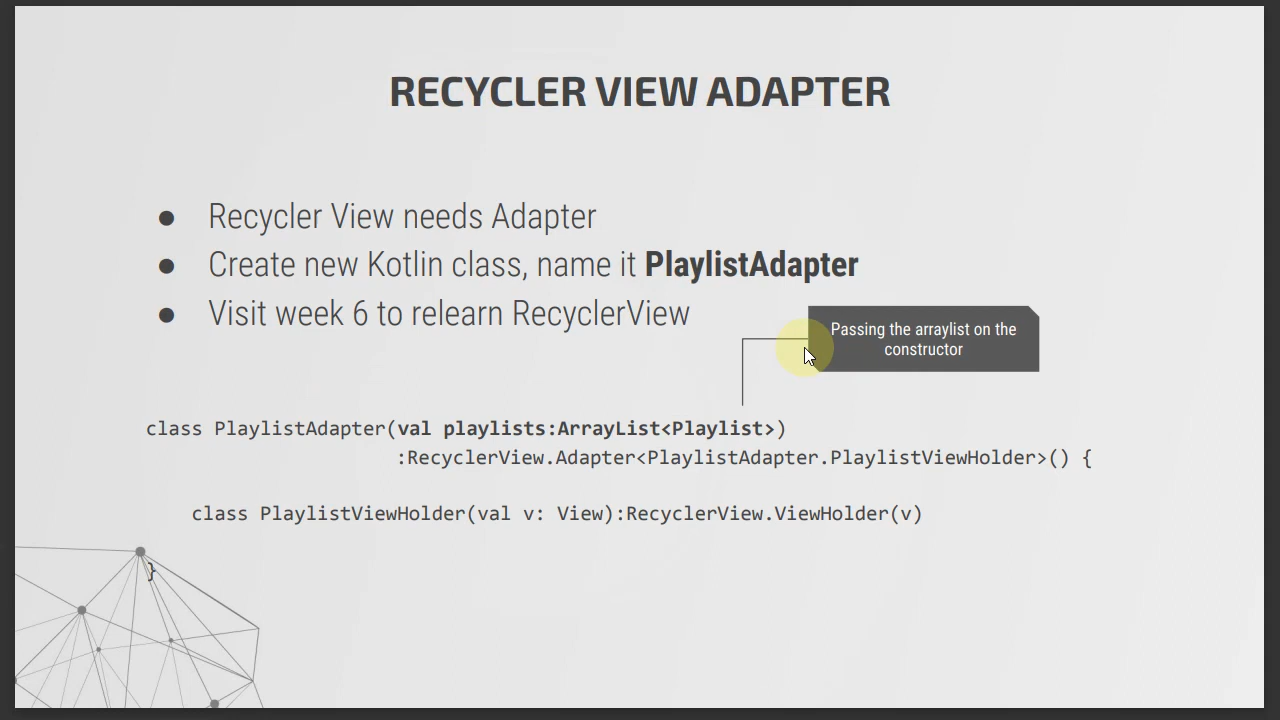 RECYCLER VIEW ADAPTER
● Recycler View needs Adapter
● Create new Kotlin class, name it PlaylistAdapter
● Visit week 6 to relearn RecyclerView
Passing the arraylist on the
constructor
class PlaylistAdapter(val playlists:ArrayList<Playlist>)
:RecyclerView.Adapter<PlaylistAdapter.PlaylistViewHolder>() {
class PlaylistViewHolder(val v: View):RecyclerView.ViewHolder(v)
}